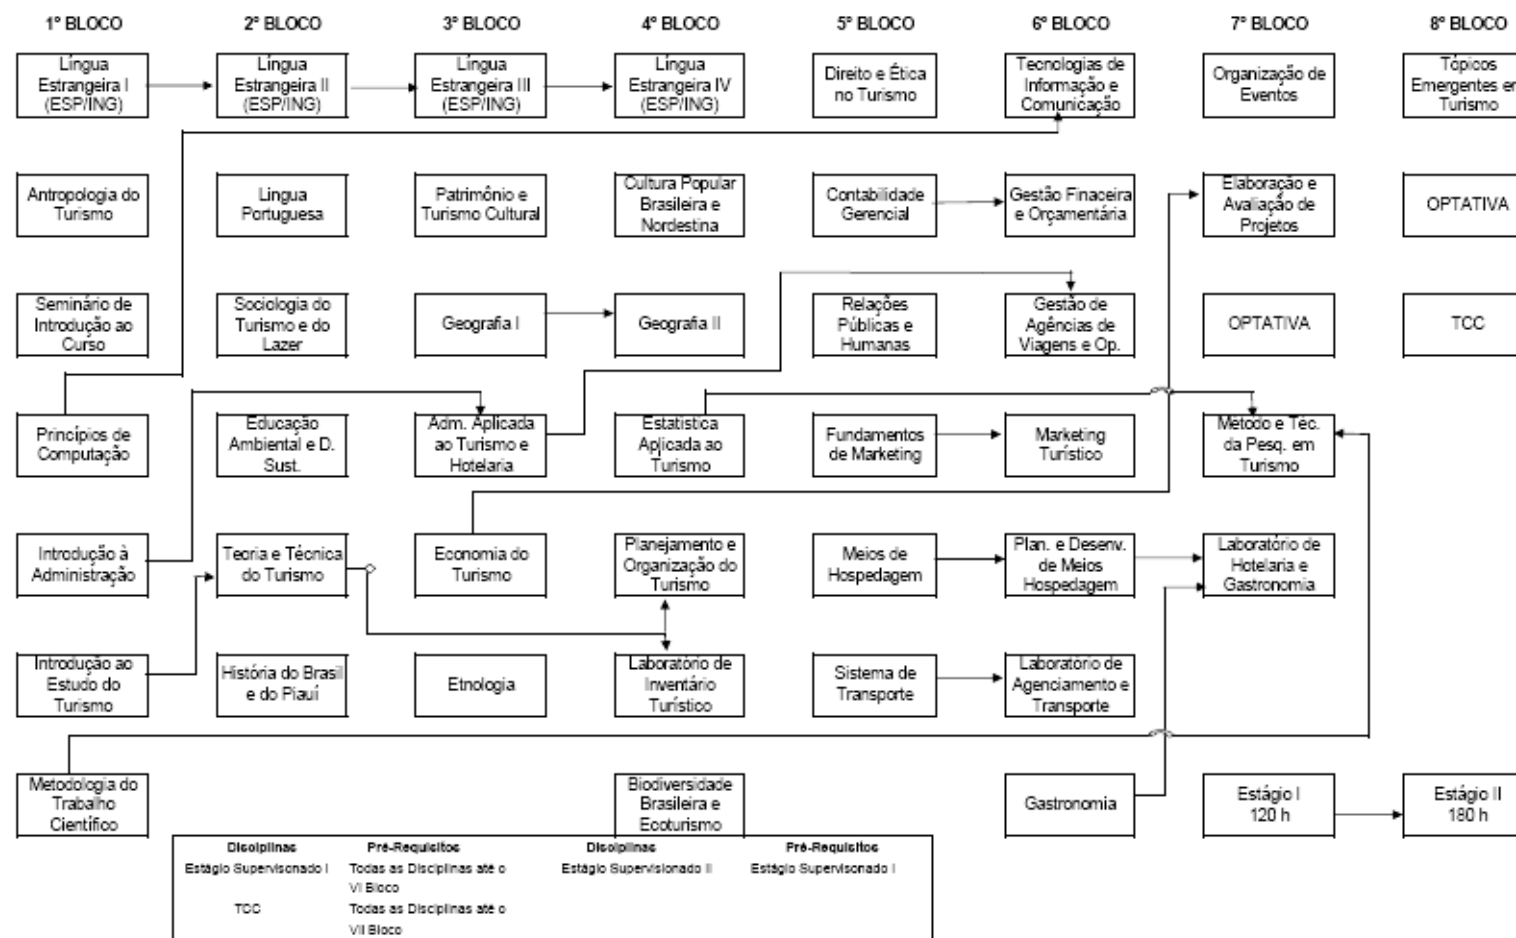 1º BLOCO
2º BLOCO
3º BLOCO
4º BLOCO
5º BLOCO
6º BLOCO
7º BLOCO
8º BLOCO
Língua
Estrangeira I
(ESP/ING)
Língua
Estrangeira II
(ESP/ING)
Língua
Estrangeira III
(ESP/ING)
Língua
Estrangeira IV
(ESP/ING)
Direito e Ética
no Turismo
Tecnologias de
Informação e
Comunicação
Organização de
Eventos
Tópicos
Emergentes em
Turismo
Antropologia do
Turismo
Lingua
Portuguesa
Patrimônio e
Turismo Cultural
Cultura Popular
Brasileira e
Nordestina
Contabilidade
Gerencial
Gestão Finaceira
e Orçamentária
Elaboração e
Avaliação de
Projetos
OPTATIVA
Seminário de
Introdução ao
Curso
Sociologia do
Turismo e do
Lazer
Geografia I
Geografia II
Relações
Públicas e
Humanas
Gestão de
Agências de
Viagens e Op.
OPTATIVA
TCC
Princípios de
Computação
Educação
Ambiental e D.
Sust.
Adm. Aplicada
ao Turismo e
Hotelaria
Estatistica
Aplicada ao
Turismo
Fundamentos
de Marketing
Marketing
Turístico
Método e Téc.
da Pesq. em
Turismo
Introdução à
Administração
Teoria e Técnica
do Turismo
Economia do
Turismo
Planejamento e
Organização do
Turismo
Meios de
Hospedagem
Plan. e Desenv.
de Meios
Hospedagem
Laboratório de
Hotelaria e
Gastronomia
Introdução ao
Estudo do
Turismo
História do Brasil
e do Piauí
Etnologia
Laboratório de
Inventário
Turístico
Sistema de
Transporte
Laboratório de
Agenciamento e
Transporte
Metodologia do
Trabalho
Científico
Biodiversidade
Brasileira e
Ecoturismo
Gastronomia
Estágio I
120 h
Estágio II
180 h
Disciplinas
Pré-Requisitos
Disciplinas
Pré-Requisitos
Estágio Supervisonado I
Todas as Disciplinas até o
VI Bloco
Estágio Supervisionado II
Estágio Supervisonado I
TCC
Todas as Disciplinas até o
VII Bloco